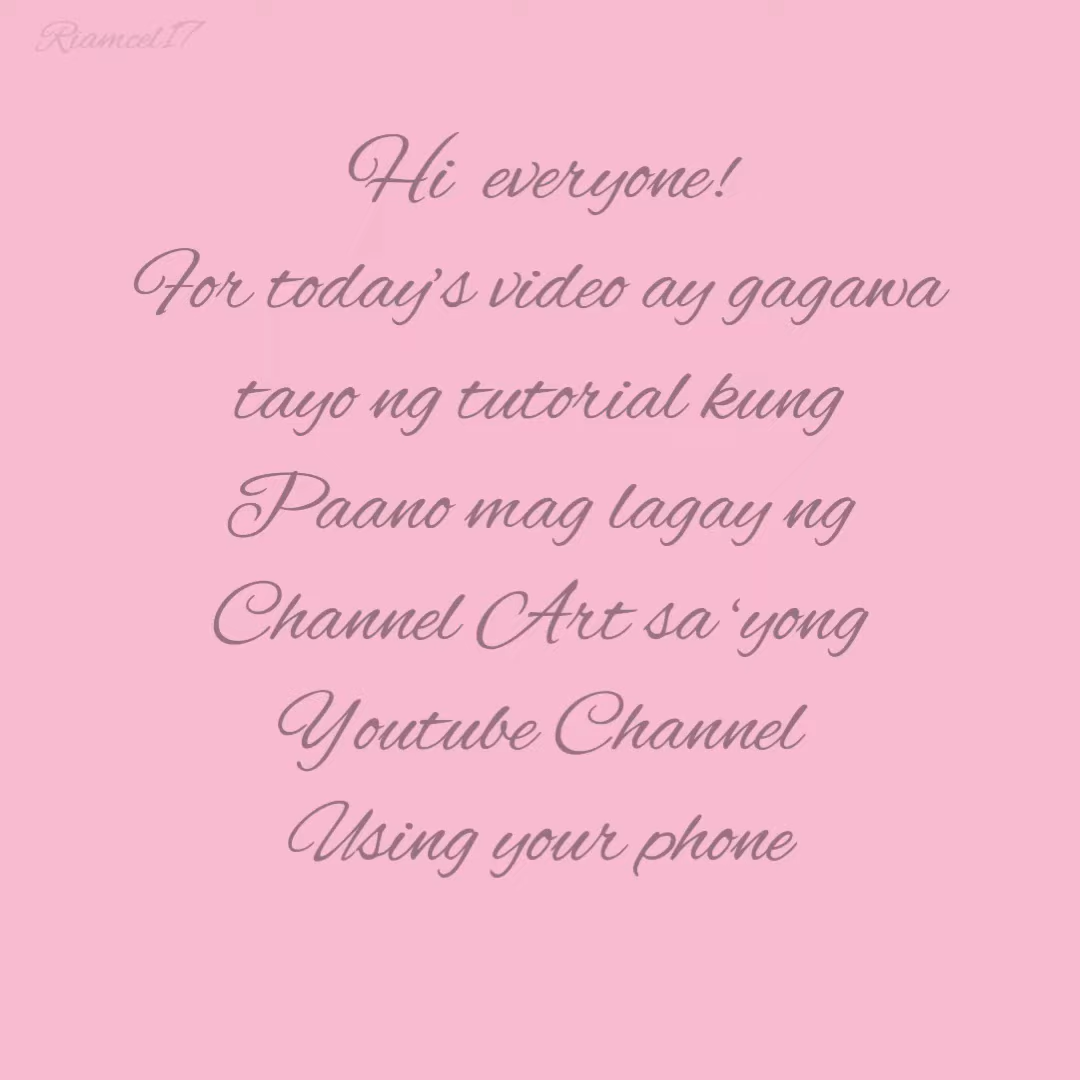 Riamcel17
Hi everyone!
For today's video ay gagawa
tayo ng tutorial kung
Paano mag lagay ng
Channel Art sa ‘yong
Youtube Channel
Using your phone